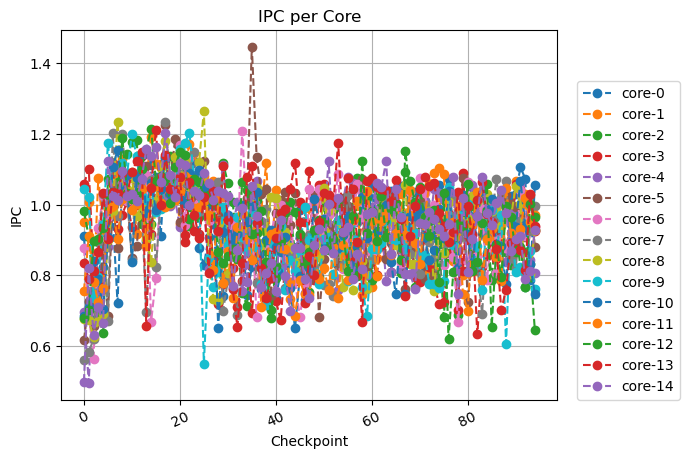 IPC per Core
IPC
1.4
1.2
1.0
0.8
0.6
0
20
40
60
80
Checkpoint
core-0
core-1
core-2
core-3
core-4
core-5
core-6
core-7
core-8
core-9
core-10
core-11
core-12
core-13
core-14